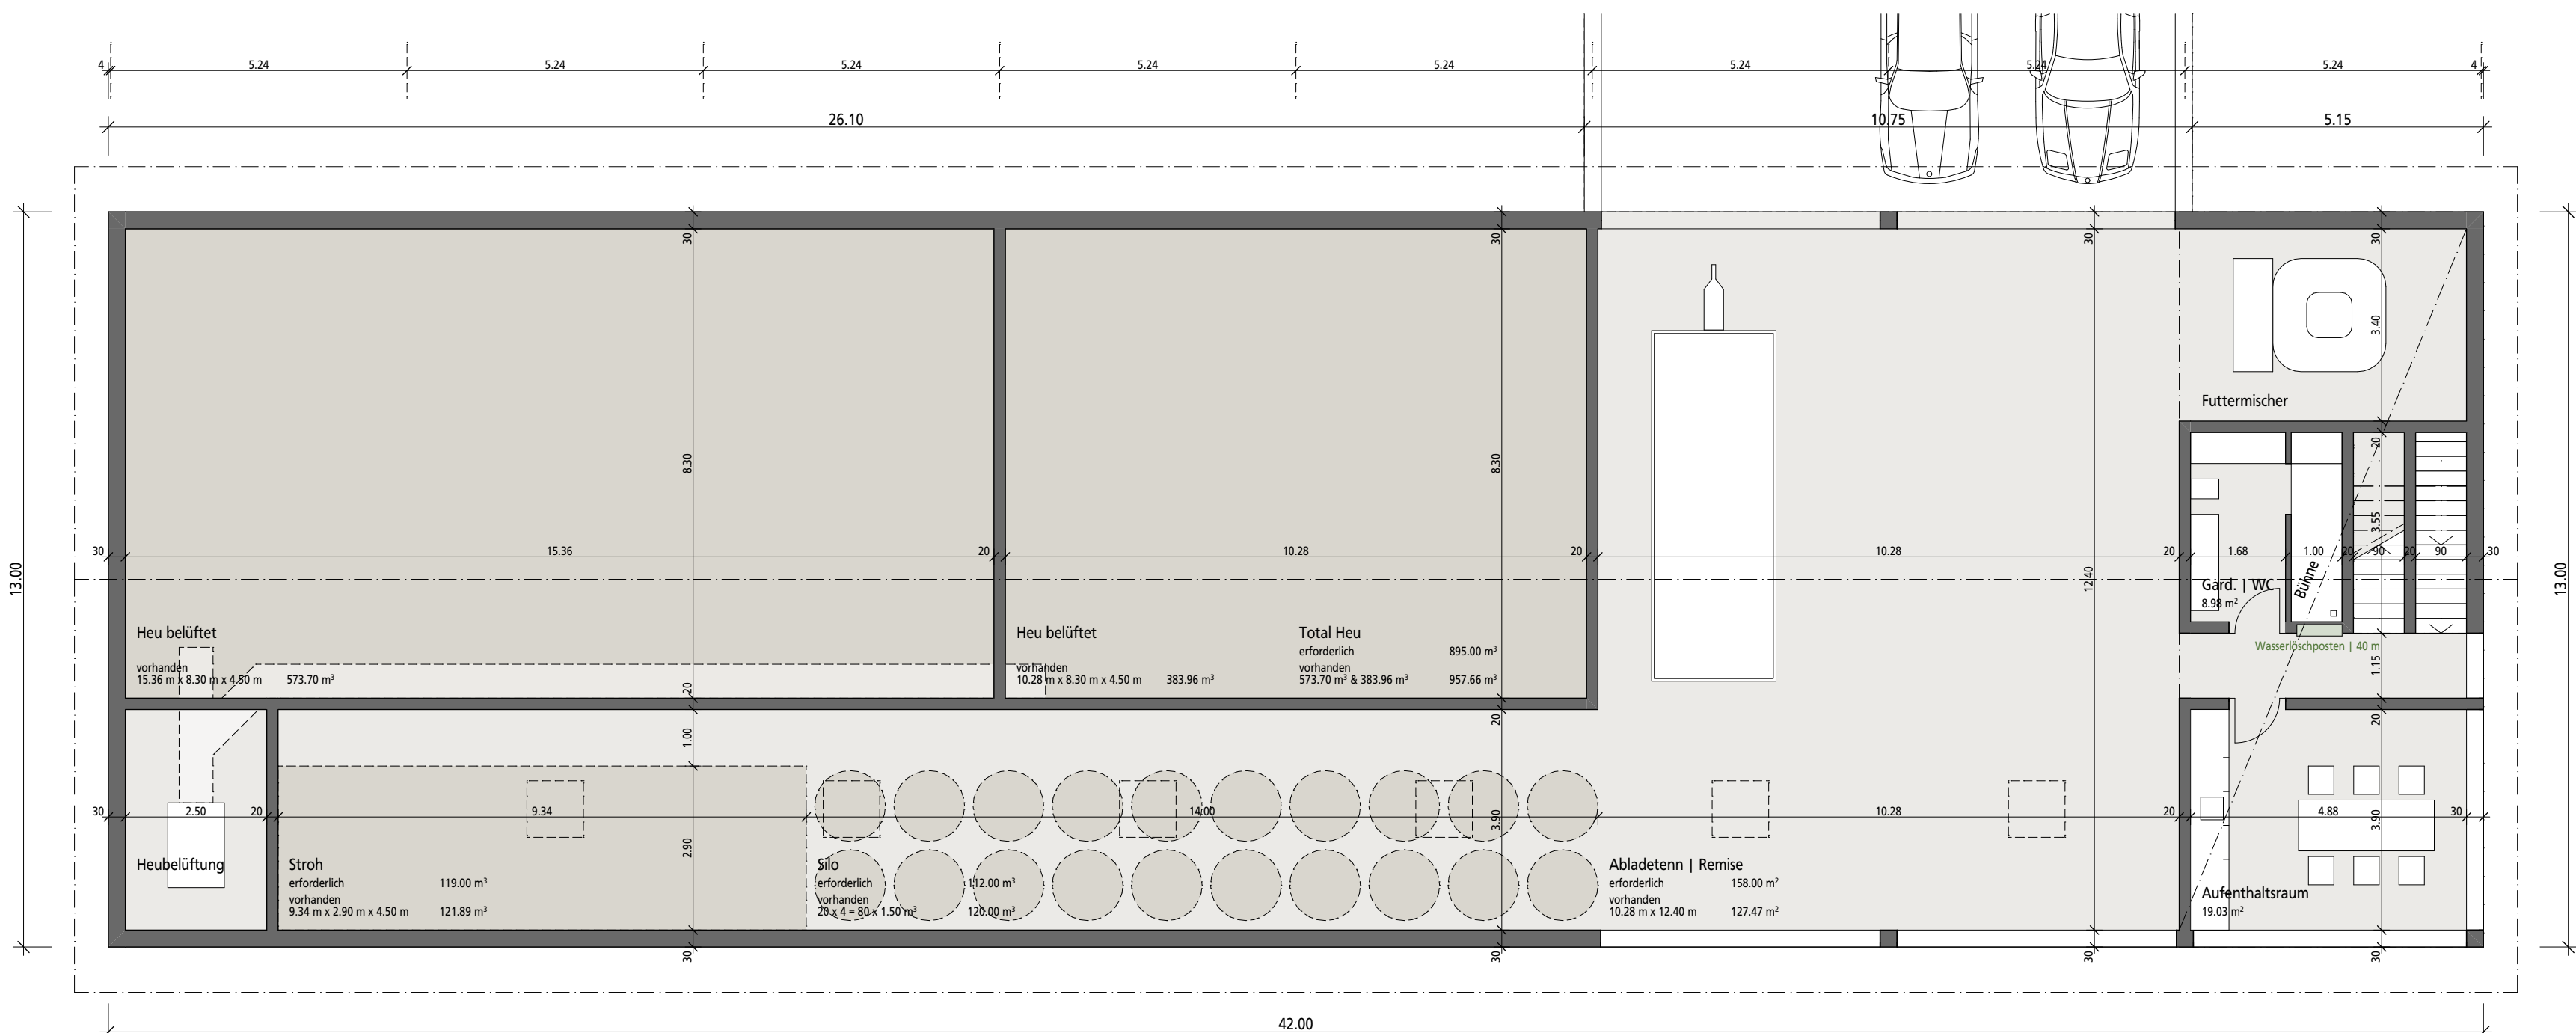 4 5.24 5.24 5.24 5.24 5.24 5.24 5.24 5.24 4
26.10 10.75 5.15
13.00
13.00
30 30 30 30
8.30 8.30 12.40 3.40
Futtermischer
20
3.55
30 15.36 20 10.28 20 10.28 20 1.68 1.00 20 90 20 90 30
Gard. | WC
8.98 m²
Bühne
Wasserlöschposten | 40 m
1.15
Heu belüftet
vorhanden
15.36 m x 8.30 m x 4.50 m 573.70 m³
Heu belüftet
vorhanden
10.28 m x 8.30 m x 4.50 m 383.96 m³
Total Heu
erforderlich 895.00 m³
vorhanden
573.70 m³ & 383.96 m³ 957.66 m³
20 20 20
1.00
30 2.50 20 9.34 14.00 10.28 20 4.88 30
2.90 3.90 3.90
Heubelüftung
Stroh
erforderlich 119.00 m³
vorhanden
9.34 m x 2.90 m x 4.50 m 121.89 m³
Silo
erforderlich 112.00 m³
vorhanden
20 x 4 = 80 x 1.50 m³ 120.00 m³
Abladetenn | Remise
erforderlich 158.00 m²
vorhanden
10.28 m x 12.40 m 127.47 m²
Aufenthaltsraum
19.03 m²
30 30 30 30
42.00